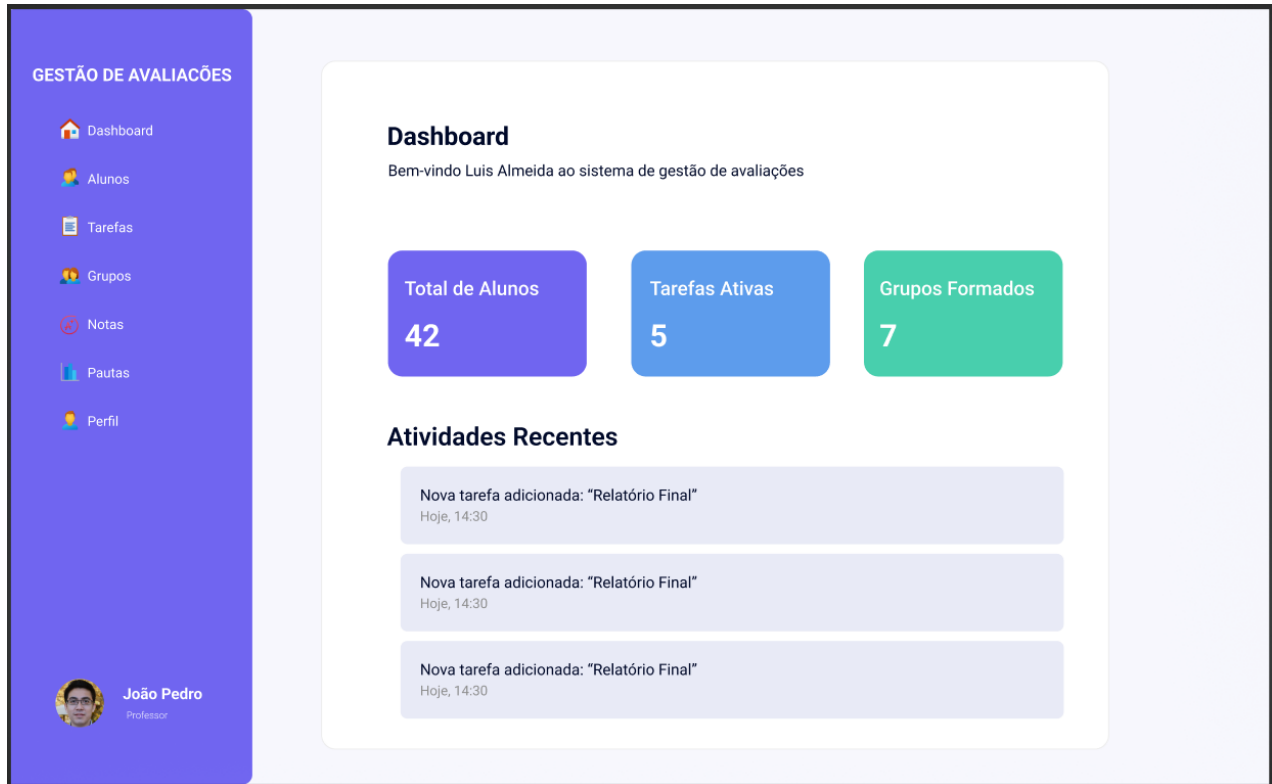 GESTÃO DE AVALIACÕES
Dashboard
Alunos
Tarefas
Grupos
Notas
Pautas
Perfil
João Pedro
Professor
Dashboard
Bem-vindo Luis Almeida ao sistema de gestão de avaliações
Total de Alunos
42
Tarefas Ativas
5
Grupos Formados
7
Atividades Recentes
Nova tarefa adicionada: “Relatório Final”
Hoje, 14:30
Nova tarefa adicionada: “Relatório Final”
Hoje, 14:30
Nova tarefa adicionada: “Relatório Final”
Hoje, 14:30